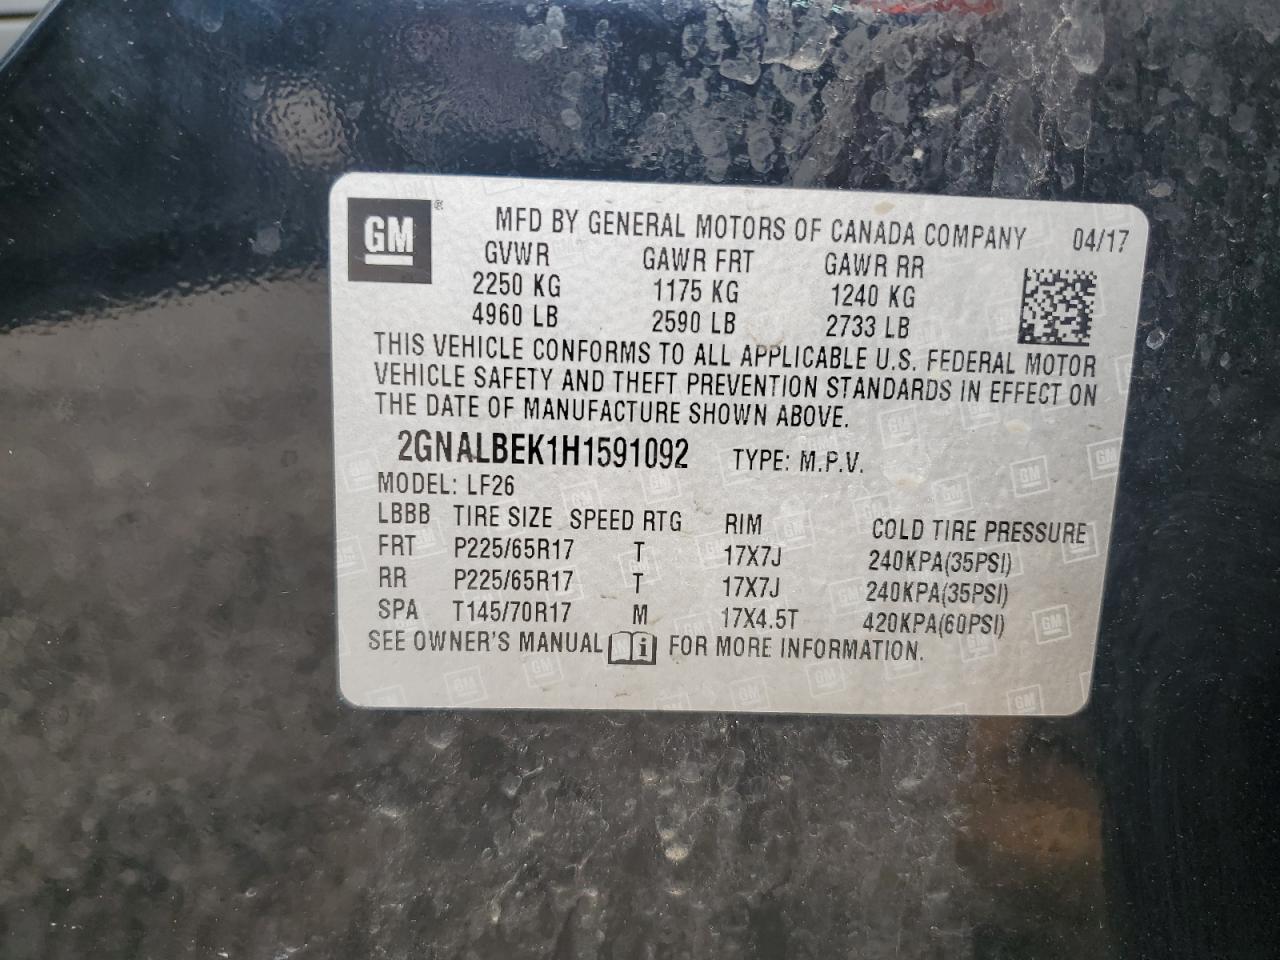 GM ® MFD BY GENERAL MOTORS OF CANADA COMPANY 04/17
GVWR GAWR FRT GAWR RR
2250 KG 1175 KG 1240 KG
4960 LB 2590 LB 2733 LB
THIS VEHICLE CONFORMS TO ALL APPLICABLE U.S. FEDERAL MOTOR
VEHICLE SAFETY AND THEFT PREVENTION STANDARDS IN EFFECT ON
THE DATE OF MANUFACTURE SHOWN ABOVE.
2GNALBEK1H1591092 TYPE: M.P.V.
MODEL: LF26
LBBB TIRE SIZE SPEED RTG RIM COLD TIRE PRESSURE
FRT P225/65R17 T 17X7J 240KPA(35PSI)
RR P225/65R17 T 17X7J 240KPA(35PSI)
SPA T145/70R17 M 17X4.5T 420KPA(60PSI)
SEE OWNER'S MANUAL i FOR MORE INFORMATION.